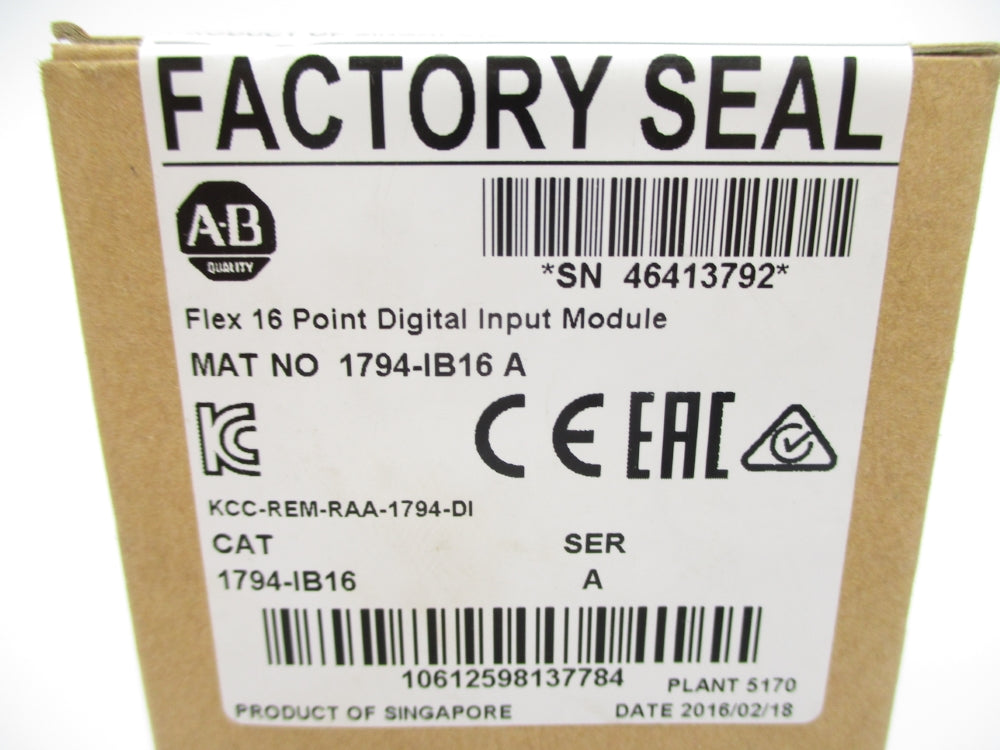 FACTORY SEAL
A·B
QUALITY
*SN 46413792*
Flex 16 Point Digital Input Module
MAT NO 1794-IB16 A
KC
CE EAC
KCC-REM-RAA-1794-DI
CAT SER
1794-IB16 A
10612598137784
PLANT 5170
PRODUCT OF SINGAPORE DATE 2016/02/18